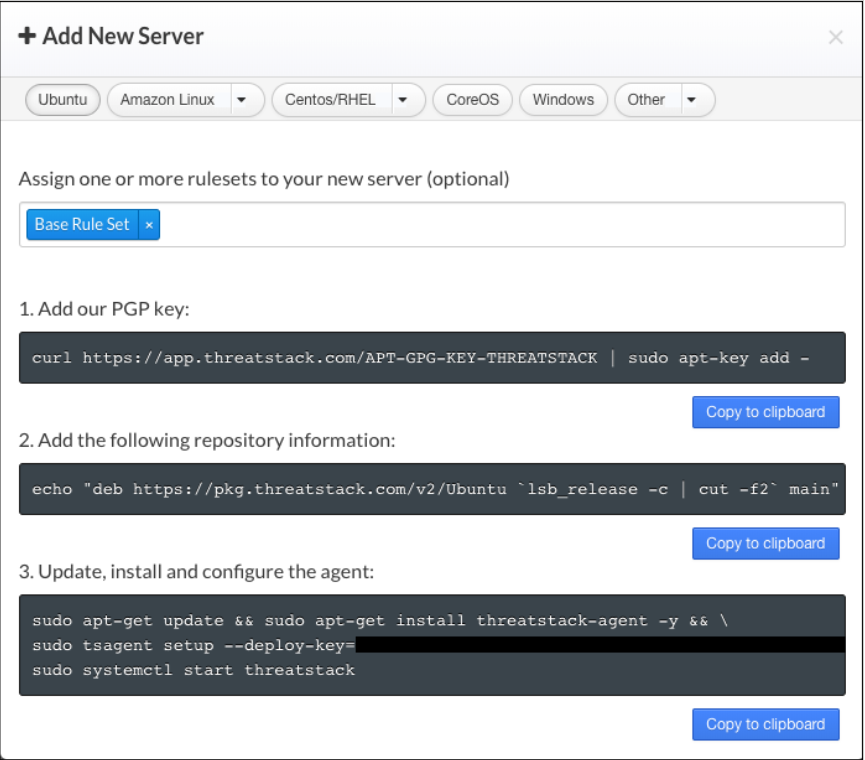 + Add New Server ×
Ubuntu Amazon Linux Centos/RHEL CoreOS Windows Other
Assign one or more rulesets to your new server (optional)
Base Rule Set ×
1. Add our PGP key:
curl https://app.threatstack.com/APT-GPG-KEY-THREATSTACK | sudo apt-key add -
Copy to clipboard
2. Add the following repository information:
echo "deb https://pkg.threatstack.com/v2/Ubuntu `lsb_release -c | cut -f2` main"
Copy to clipboard
3. Update, install and configure the agent:
sudo apt-get update && sudo apt-get install threatstack-agent -y && \
sudo tsagent setup --deploy-key=
sudo systemctl start threatstack
Copy to clipboard